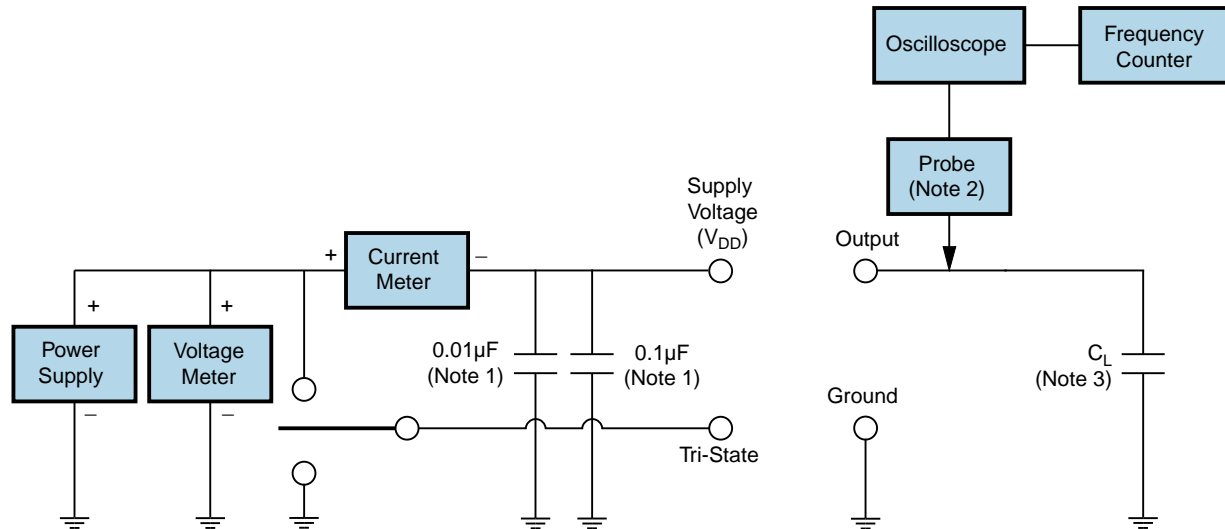 Oscilloscope
Frequency
Counter
Probe
(Note 2)
Supply
Voltage
(VDD)
Output
+
Current
Meter
–
+
+
Power
Supply
Voltage
Meter
–
–
0.01µF
(Note 1)
0.1µF
(Note 1)
CL
(Note 3)
Ground
Tri-State